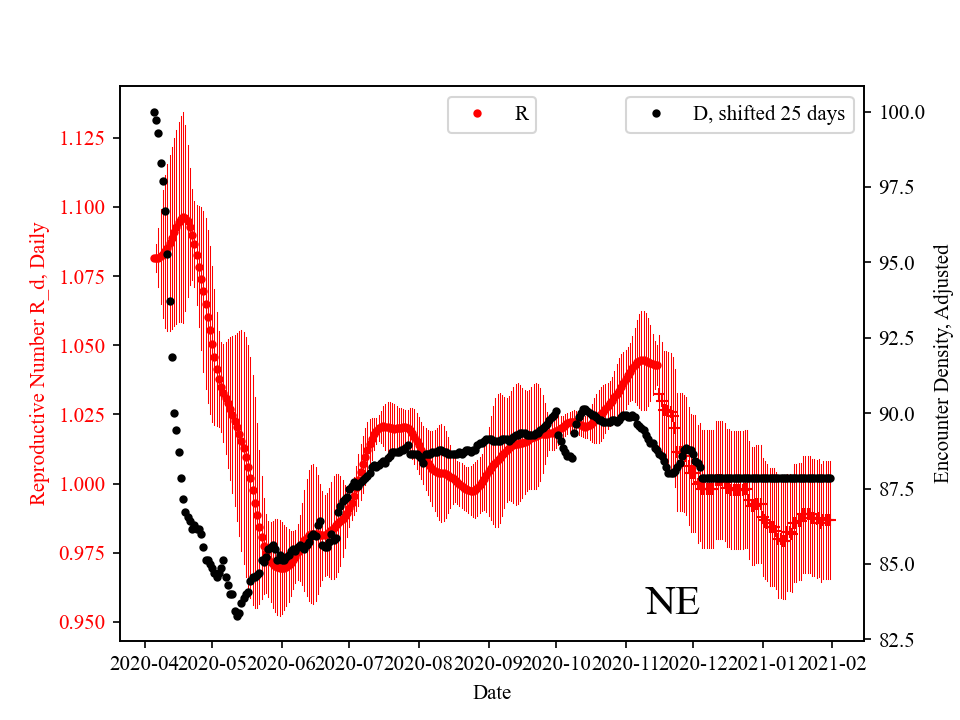 R
D, shifted 25 days
Reproductive Number R_d, Daily
1.125
1.100
1.075
1.050
1.025
1.000
0.975
0.950
100.0
97.5
95.0
92.5
90.0
87.5
85.0
82.5
Encounter Density, Adjusted
NE
2020-04 2020-05 2020-06 2020-07 2020-08 2020-09 2020-10 2020-11 2020-12 2021-01 2021-02
Date